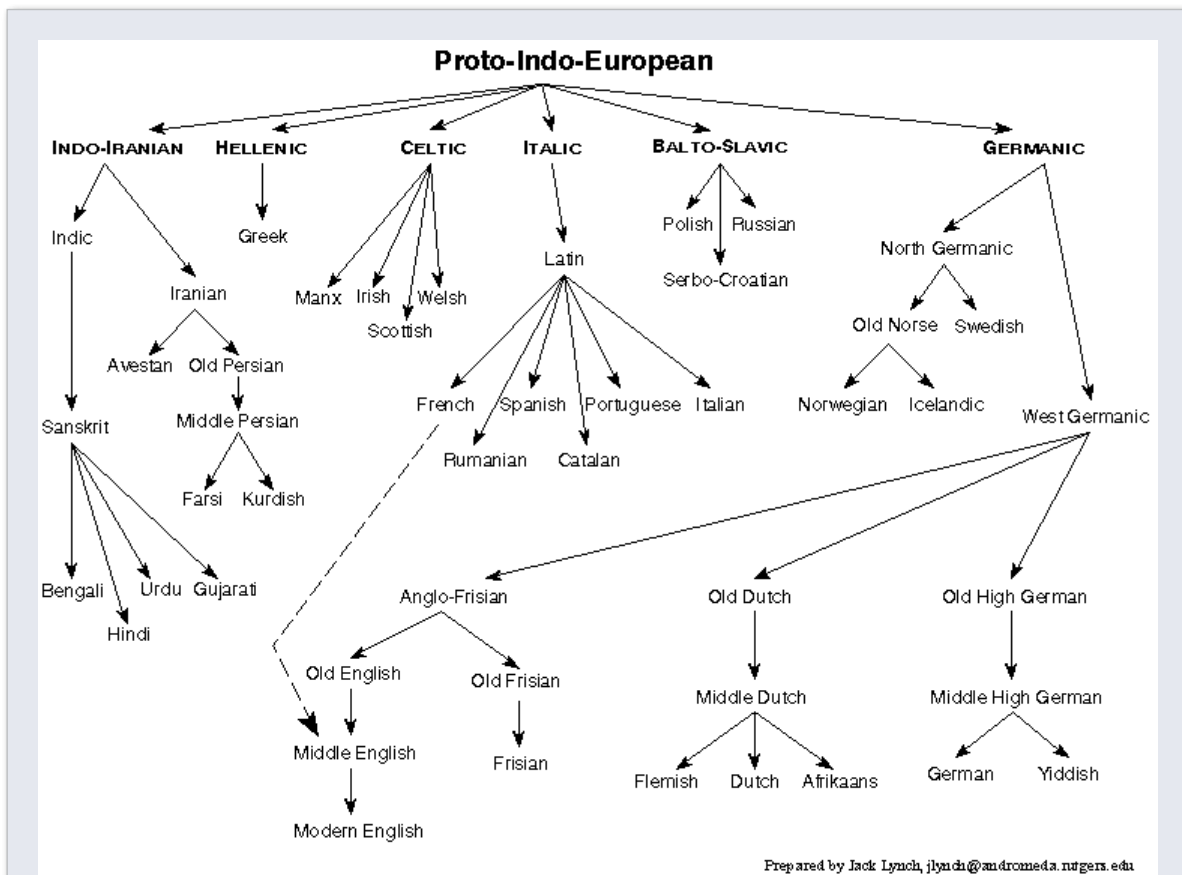 Proto-Indo-European
INDO-IRANIAN HELLENIC CELTIC ITALIC BALTO-SLAVIC GERMANIC
Indic Greek Polish Russian
North Germanic
Latin
Serbo-Croatian
Iranian Manx Irish Welsh
Scottish Old Norse Swedish
Avestan Old Persian
French Spanish Portuguese Italian Norwegian Icelandic
Sanskrit Middle Persian West Germanic
Rumanian Catalan
Farsi Kurdish
Bengali Urdu Gujarati Anglo-Frisian Old Dutch Old High German
Hindi
Old English Old Frisian
Middle Dutch Middle High German
Middle English Frisian
Flemish Dutch Afrikaans German Yiddish
Modern English
Prepared by Jack Lynch, jlynch@andromeda.rutgers.edu